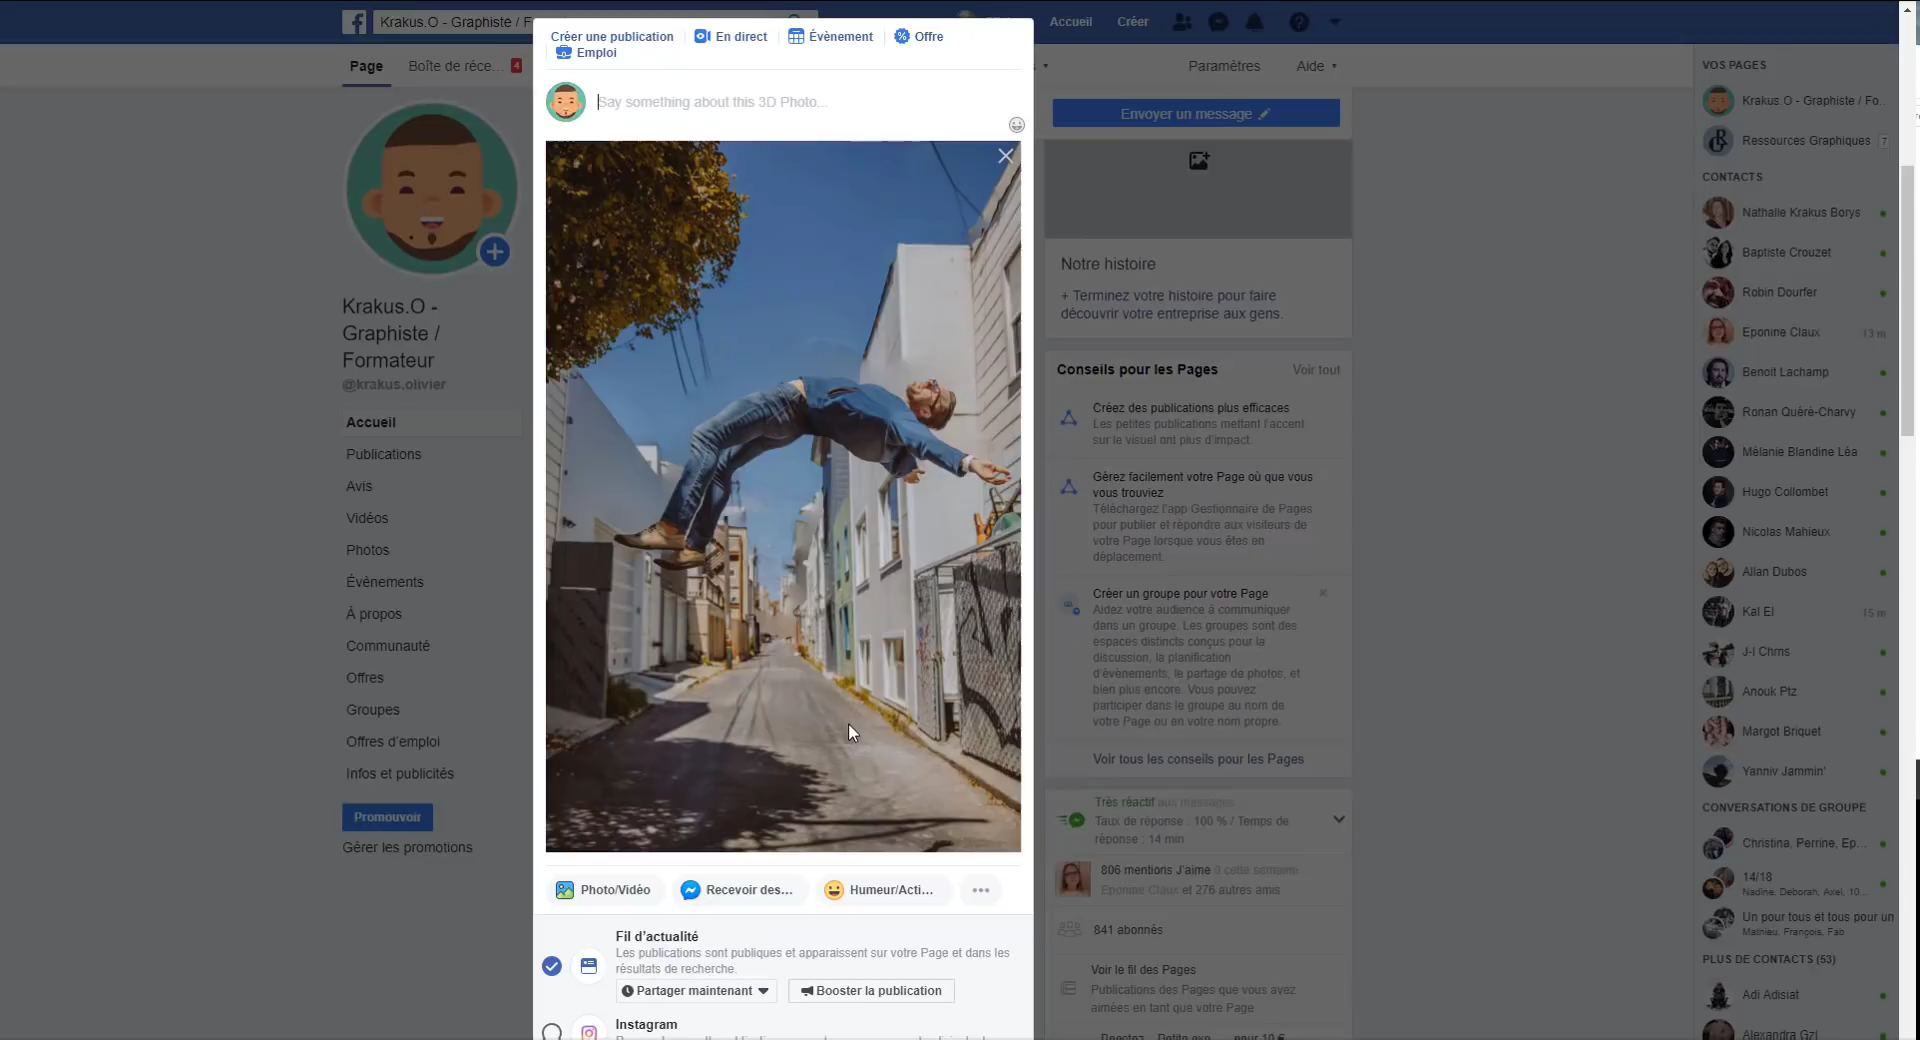 Krakus.O - Graphiste / F
Accueil
Créer
Page
Boîte de réce...
4
Paramètres
Aide
Krakus.O -
Graphiste /
Formateur
@krakus.olivier
Accueil
Publications
Avis
Vidéos
Photos
Évènements
À propos
Communauté
Offres
Groupes
Offres d'emploi
Infos et publicités
Promouvoir
Gérer les promotions
Créer une publication
En direct
Évènement
Offre
Emploi
Say something about this 3D Photo...
Photo/Vidéo
Recevoir des...
Humeur/Acti...
Fil d'actualité
Les publications sont publiques et apparaissent sur votre Page et dans les
résultats de recherche.
Partager maintenant
Booster la publication
Instagram
Envoyer un message
Notre histoire
+ Terminez votre histoire pour faire
découvrir votre entreprise aux gens.
Conseils pour les Pages
Voir tout
Créez des publications plus efficaces
Les petites publications mettant l'accent
sur le visuel ont plus d'impact.
Gérez facilement votre Page où que vous
vous trouviez
Téléchargez l'app Gestionnaire de Pages
pour publier et répondre aux visiteurs de
votre Page lorsque vous êtes en
déplacement.
Créer un groupe pour votre Page
Aidez votre audience à communiquer
dans un groupe. Les groupes sont des
espaces distincts conçus pour la
discussion, la planification
d'évènements, le partage de photos, et
bien plus encore. Vous pouvez
participer dans le groupe au nom de
votre Page ou en votre nom propre.
Voir tous les conseils pour les Pages
Très réactif aux messages
Taux de réponse : 100 % / Temps de
réponse : 14 min
806 mentions J'aime 0 cette semaine
Eponine Claux et 276 autres amis
841 abonnés
Voir le fil des Pages
Publications des Pages que vous avez
aimées en tant que votre Page
VOS PAGES
Krakus.O - Graphiste / Fo...
Ressources Graphiques
7
CONTACTS
Nathalie Krakus Borys
Baptiste Crouzet
Robin Dourfer
Eponine Claux
13 m
Benoit Lachamp
Ronan Quéré-Charvy
Mélanie Blandine Léa
Hugo Collombet
Nicolas Mahieux
Allan Dubos
Kal El
15 m
J-l Chrns
Anouk Ptz
Margot Briquet
Yanniv Jammin'
CONVERSATIONS DE GROUPE
Christina, Perrine, Ep...
14/18
Nadine, Deborah, Axel, 10...
Un pour tous et tous pour un
Mathieu, François, Fab
PLUS DE CONTACTS (53)
Adi Adisiat
Alexandra Gzl